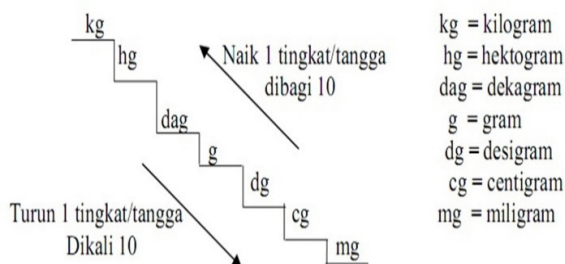 kg
hg
dag
g
dg
cg
mg
Naik 1 tingkat/tangga
dibagi 10
Turun 1 tingkat/tangga
Dikali 10
kg = kilogram
hg = hektogram
dag = dekagram
g = gram
dg = desigram
cg = centigram
mg = miligram